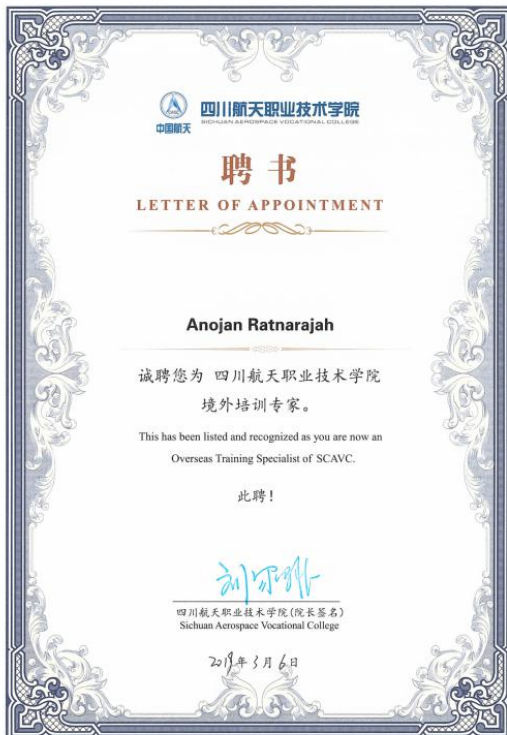 CASC
中国航天
四川航天职业技术学院
SICHUAN AEROSPACE VOCATIONAL COLLEGE
聘书
LETTER OF APPOINTMENT
Anojan Ratnarajah
诚聘您为 四川航天职业技术学院
境外培训专家。
This has been listed and recognized as you are now an
Overseas Training Specialist of SCAVC.
此聘！
四川航天职业技术学院(院长签名)
Sichuan Aerospace Vocational College
2019年3月6日